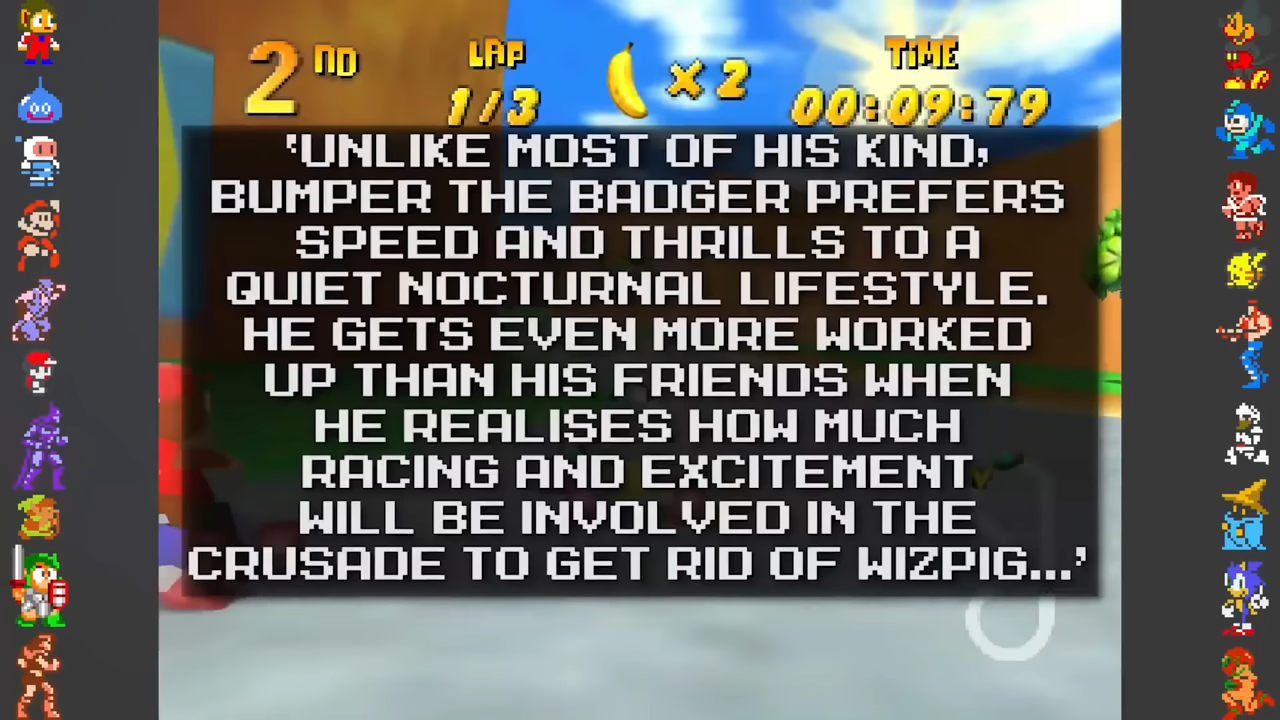 2ND LAP TIME
1/3 x2 00:09:79
'UNLIKE MOST OF HIS KIND,
BUMPER THE BADGER PREFERS
SPEED AND THRILLS TO A
QUIET NOCTURNAL LIFESTYLE.
HE GETS EVEN MORE WORKED
UP THAN HIS FRIENDS WHEN
HE REALISES HOW MUCH
RACING AND EXCITEMENT
WILL BE INVOLVED IN THE
CRUSADE TO GET RID OF WIZPIG...'